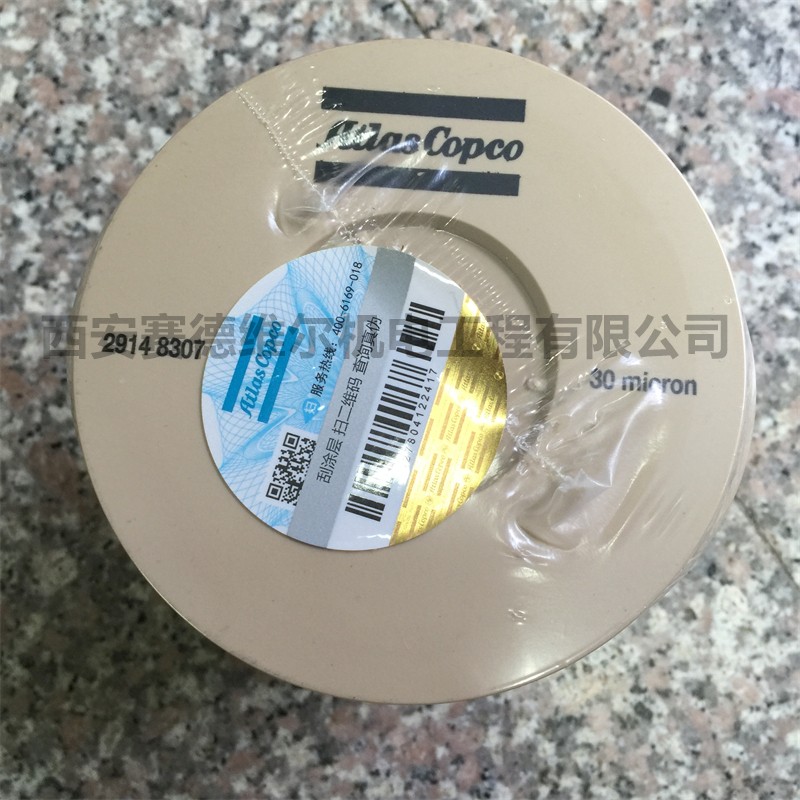 Atlas Copco
西安赛德维尔机电工程有限公司
2914 8307
30 micron
Atlas Copco
服务热线：400-6169-018
刮涂层 扫二维码 查询真伪